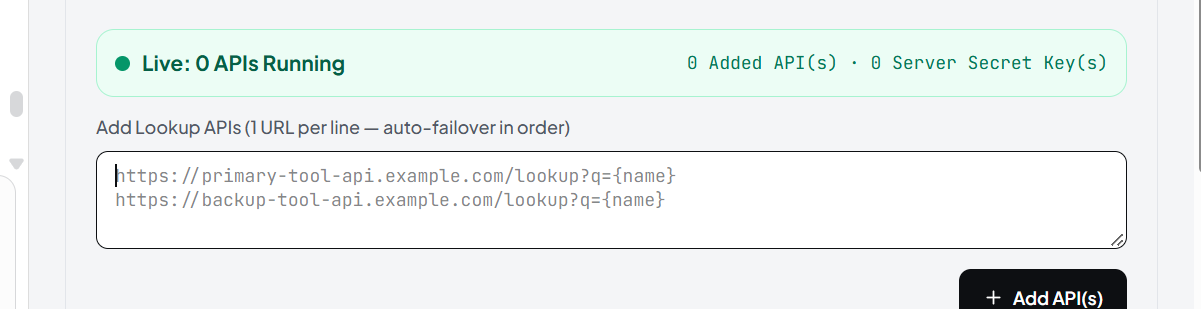 Live: 0 APIs Running
0 Added API(s) · 0 Server Secret Key(s)
Add Lookup APIs (1 URL per line — auto-failover in order)
https://primary-tool-api.example.com/lookup?q={name}
https://backup-tool-api.example.com/lookup?q={name}
+ Add API(s)